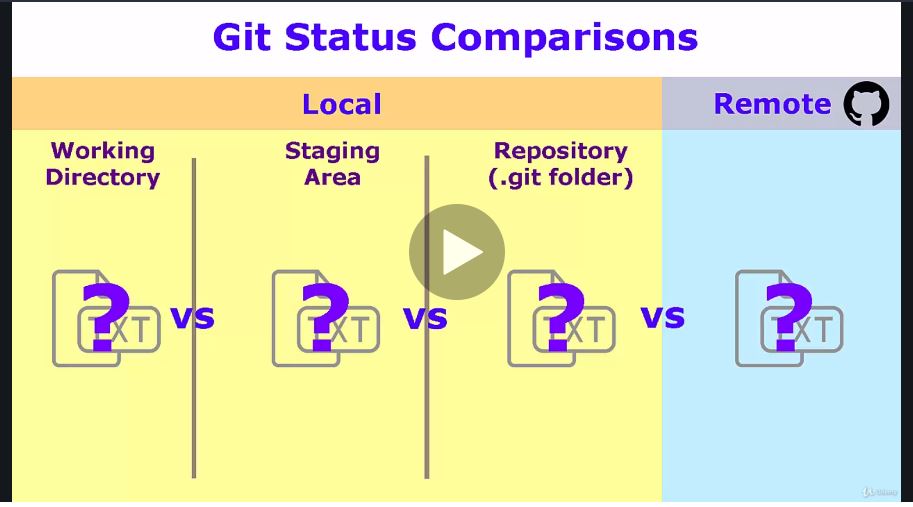 Git Status Comparisons
Local
Remote
Working
Directory
Staging
Area
Repository
(.git folder)
? TXT vs ? TXT vs ? TXT vs ? TXT
Udemy